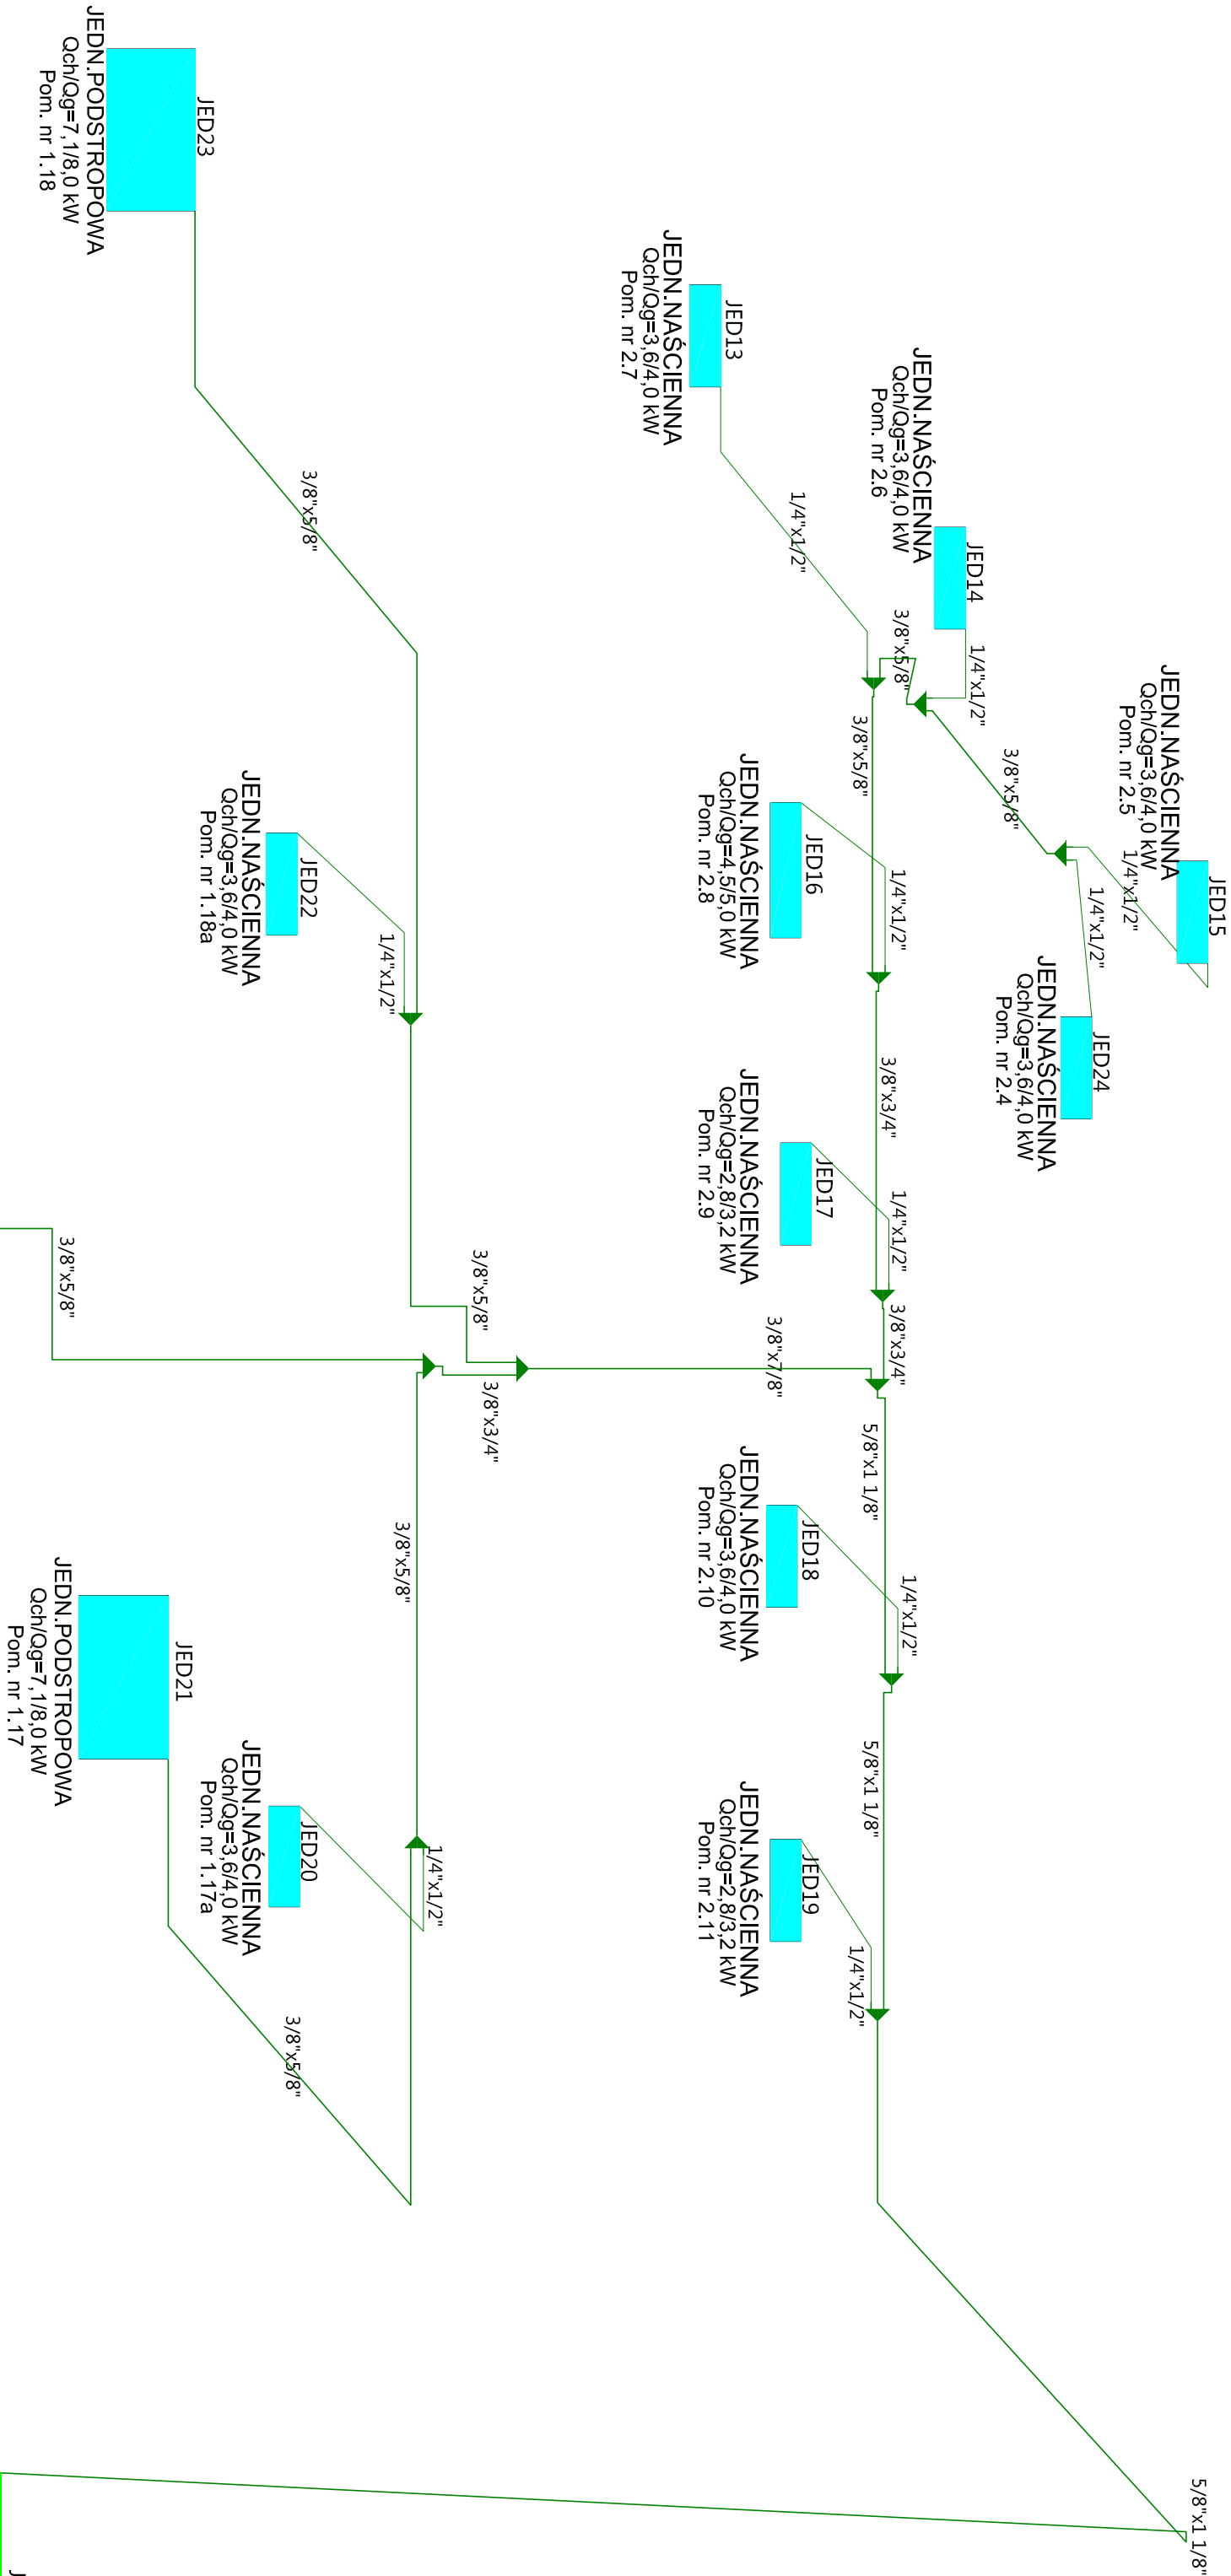 JED23
JEDN.PODSTROPOWA
Qch/Qg=7,1/8,0 kW
Pom. nr 1.18
3/8"x5/8"
JED13
JEDN.NAŚCIENNA
Qch/Qg=3,6/4,0 kW
Pom. nr 2.7
1/4"x1/2"
JEDN.NAŚCIENNA
Qch/Qg=3,6/4,0 kW
Pom. nr 2.6
JED14
1/4"x1/2"
3/8"x5/8"
3/8"x5/8"
3/8"x5/8"
JEDN.NAŚCIENNA
Qch/Qg=3,6/4,0 kW
Pom. nr 2.5
JED15
1/4"x1/2"
1/4"x1/2"
JED24
JEDN.NAŚCIENNA
Qch/Qg=3,6/4,0 kW
Pom. nr 2.4
JED16
JEDN.NAŚCIENNA
Qch/Qg=4,5/5,0 kW
Pom. nr 2.8
1/4"x1/2"
3/8"x3/4"
JED22
JEDN.NAŚCIENNA
Qch/Qg=3,6/4,0 kW
Pom. nr 1.18a
1/4"x1/2"
JED17
JEDN.NAŚCIENNA
Qch/Qg=2,8/3,2 kW
Pom. nr 2.9
1/4"x1/2"
3/8"x3/4"
3/8"x7/8"
3/8"x5/8"
3/8"x5/8"
3/8"x3/4"
5/8"x1 1/8"
JED18
JEDN.NAŚCIENNA
Qch/Qg=3,6/4,0 kW
Pom. nr 2.10
1/4"x1/2"
3/8"x5/8"
JED21
JEDN.PODSTROPOWA
Qch/Qg=7,1/8,0 kW
Pom. nr 1.17
5/8"x1 1/8"
JED20
JEDN.NAŚCIENNA
Qch/Qg=3,6/4,0 kW
Pom. nr 1.17a
1/4"x1/2"
JED19
JEDN.NAŚCIENNA
Qch/Qg=2,8/3,2 kW
Pom. nr 2.11
1/4"x1/2"
3/8"x5/8"
5/8"x1 1/8"